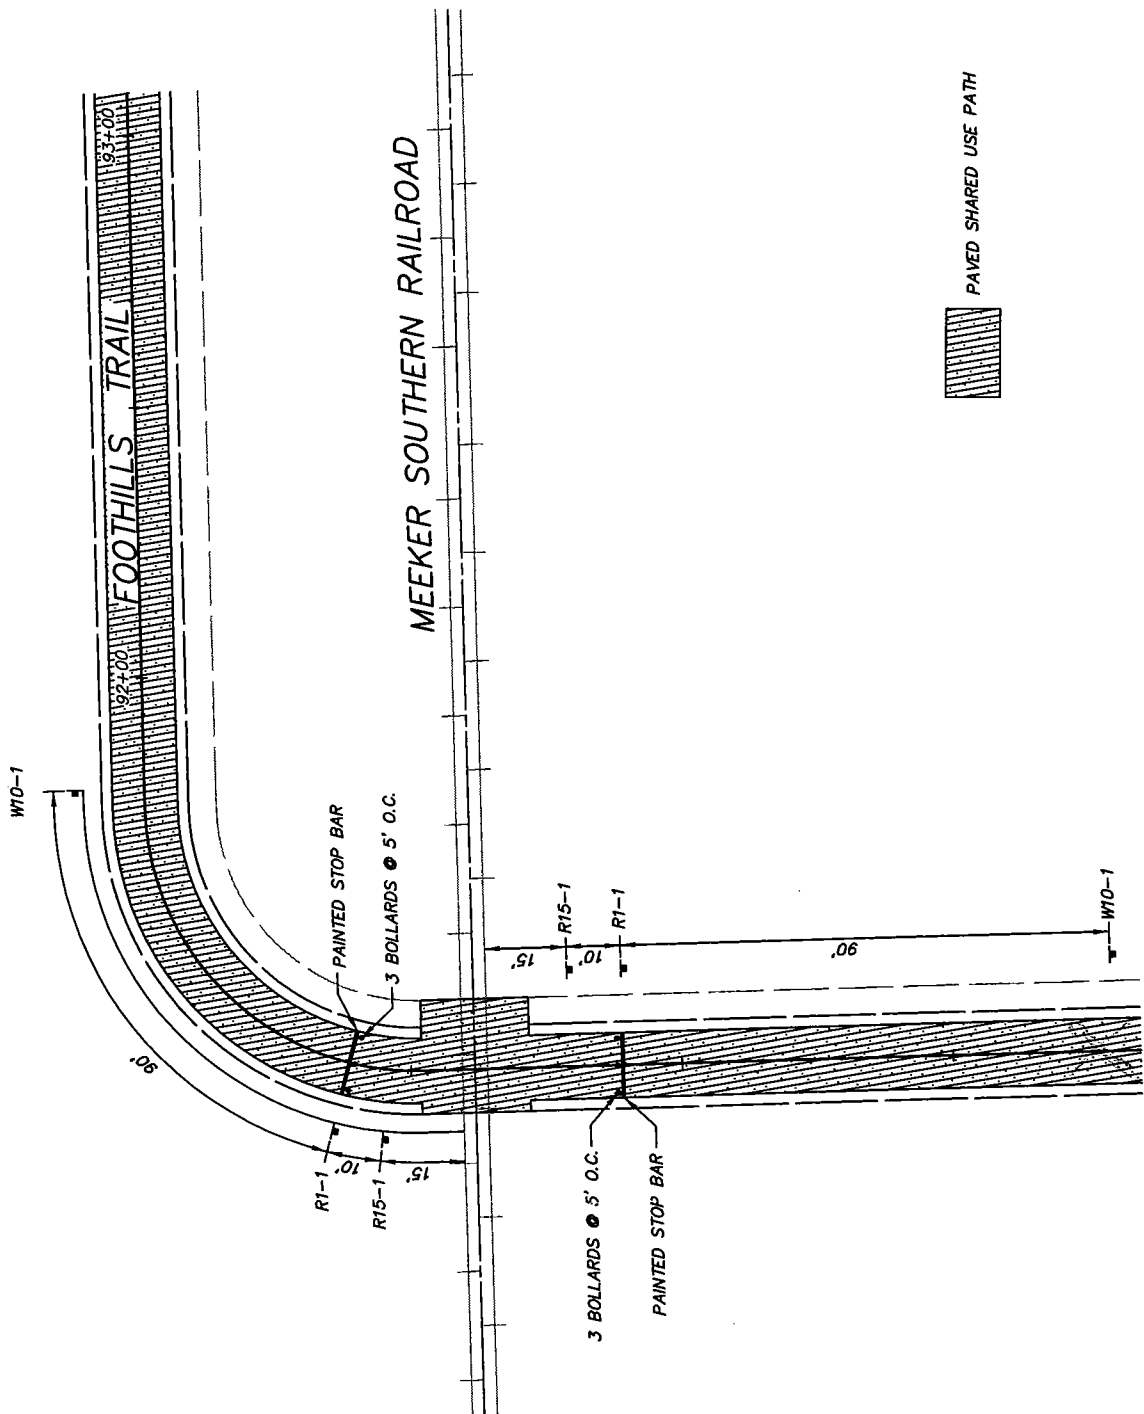 FOOTHILLS TRAIL
93+00
92+00
MEEKER SOUTHERN RAILROAD
PAVED SHARED USE PATH
W10-1
PAINTED STOP BAR
3 BOLLARDS @ 5' O.C.
90'
10'
15'
R1-1
R15-1
15'
10'
90'
R15-1
R1-1
W10-1
3 BOLLARDS @ 5' O.C.
PAINTED STOP BAR